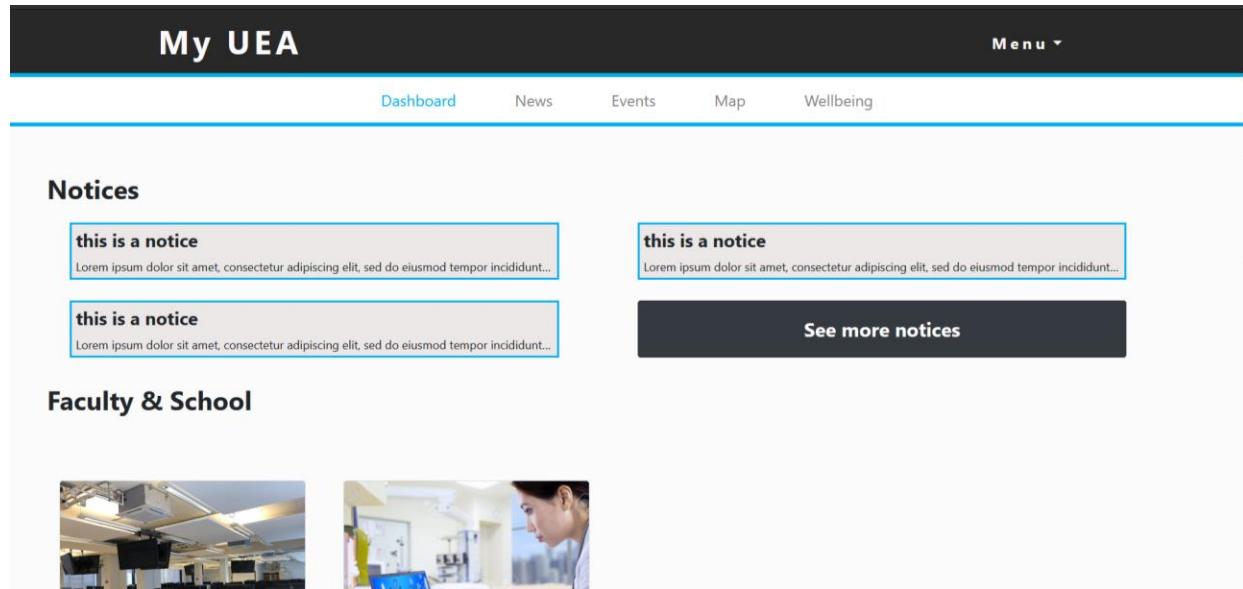 My UEA
Menu
Dashboard News Events Map Wellbeing
Notices
this is a notice
Lorem ipsum dolor sit amet, consectetur adipiscing elit, sed do eiusmod tempor incididunt...
this is a notice
Lorem ipsum dolor sit amet, consectetur adipiscing elit, sed do eiusmod tempor incididunt...
this is a notice
Lorem ipsum dolor sit amet, consectetur adipiscing elit, sed do eiusmod tempor incididunt...
See more notices
Faculty & School